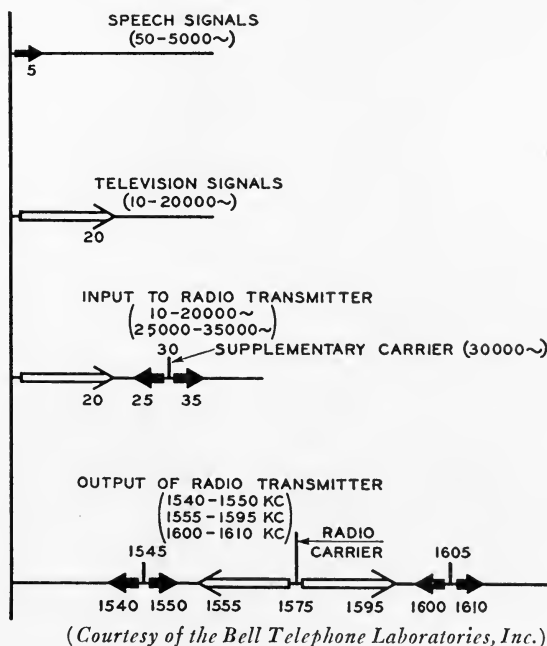 SPEECH SIGNALS
(50-5000~)
5
TELEVISION SIGNALS
(10-20000~)
20
INPUT TO RADIO TRANSMITTER
(10-20000~
25000-35000~)
30 SUPPLEMENTARY CARRIER (30000~)
20 25 35
OUTPUT OF RADIO TRANSMITTER
(1540-1550 KC
1555-1595 KC
1600-1610 KC)
1545 RADIO CARRIER 1605
1540 1550 1555 1575 1595 1600 1610
(Courtesy of the Bell Telephone Laboratories, Inc.)